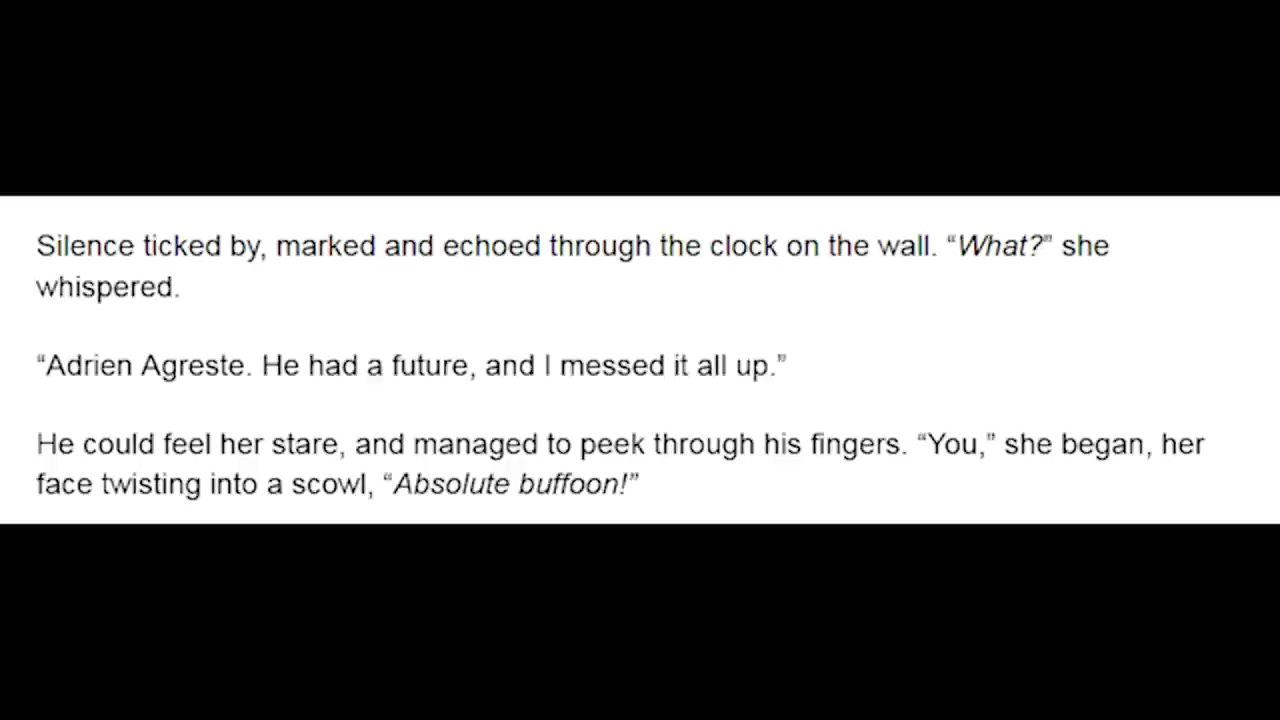 Silence ticked by, marked and echoed through the clock on the wall. “What?” she
whispered.
“Adrien Agreste. He had a future, and I messed it all up.”
He could feel her stare, and managed to peek through his fingers. “You,” she began, her
face twisting into a scowl, “Absolute buffoon!”